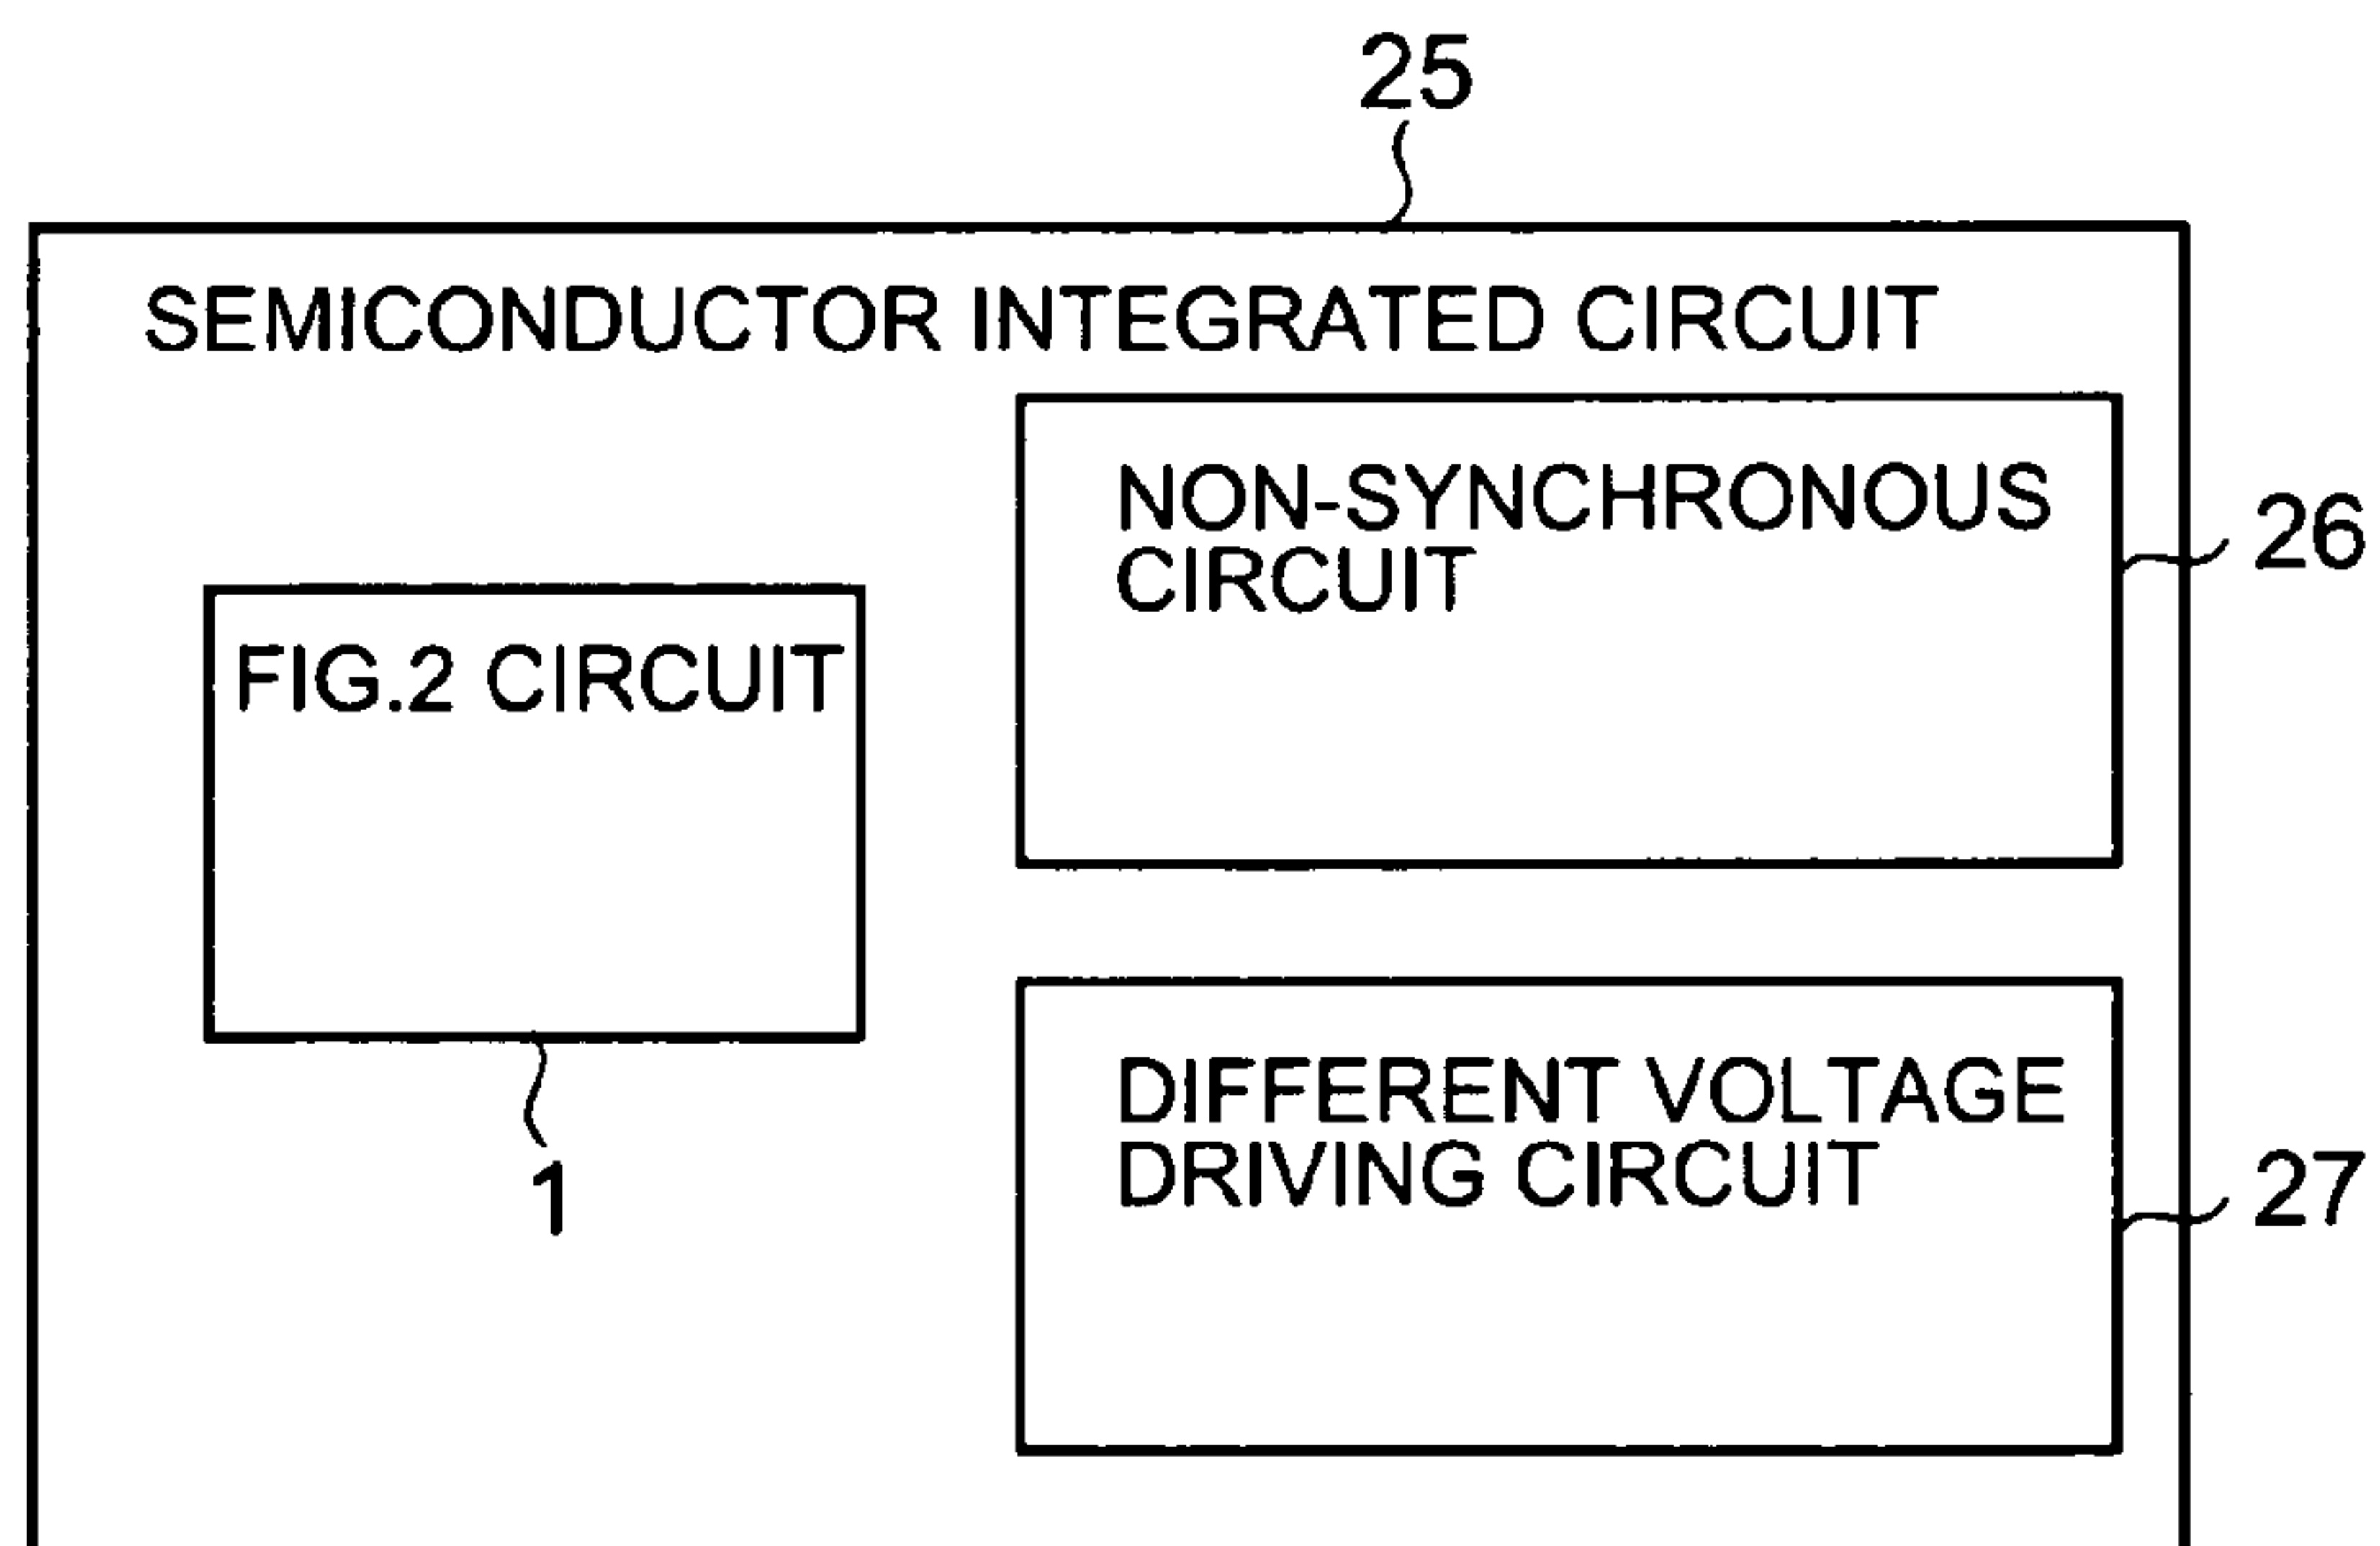 25
SEMICONDUCTOR INTEGRATED CIRCUIT
NON-SYNCHRONOUS
CIRCUIT
26
FIG.2 CIRCUIT
1
DIFFERENT VOLTAGE
DRIVING CIRCUIT
27